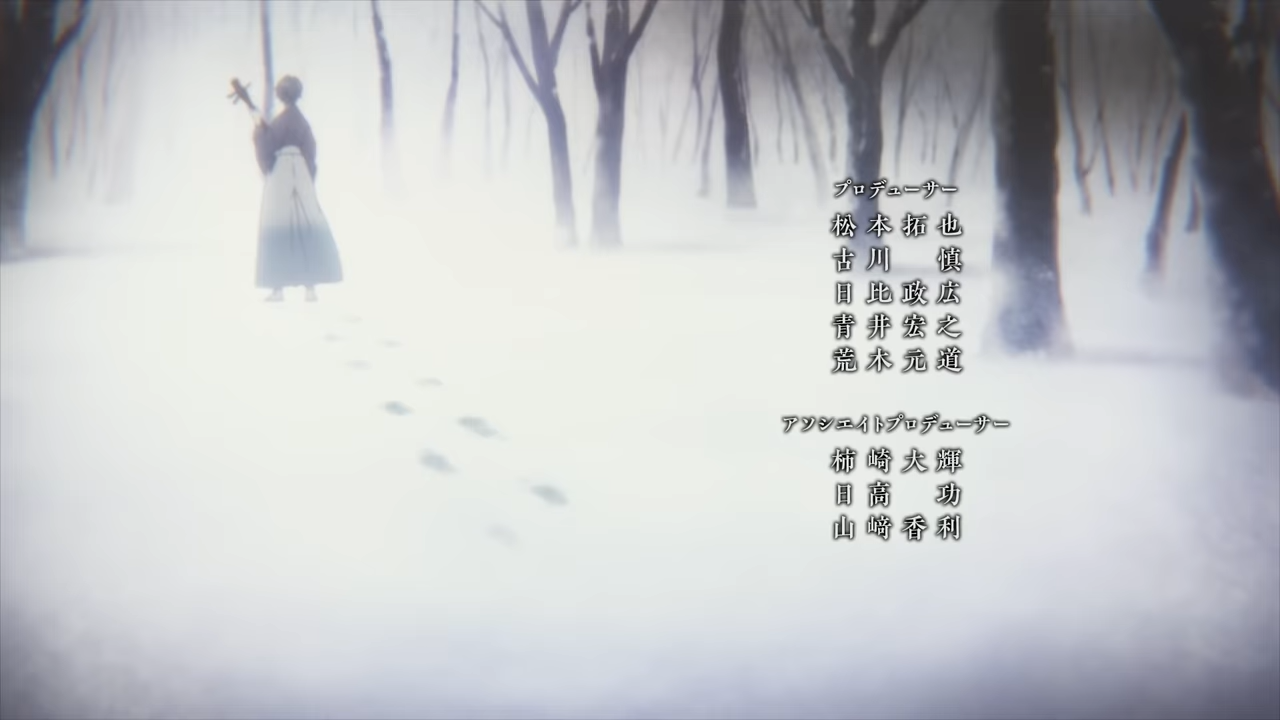 プロデューサー
松本拓也
古川 慎
日比政広
青井宏之
荒木元道
アソシエイトプロデューサー
柿崎大輝
日高 功
山﨑香利